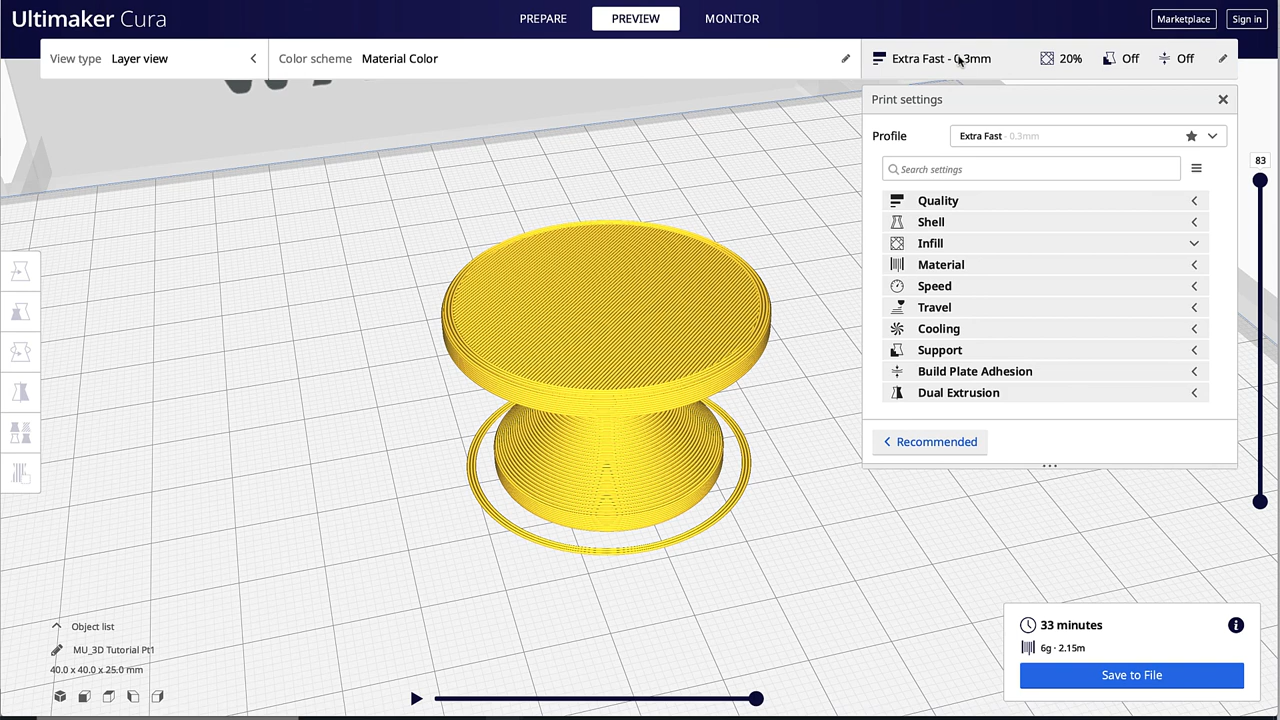 Ultimaker Cura
PREPARE PREVIEW MONITOR
Marketplace Sign in
View type Layer view
Color scheme Material Color
Extra Fast - 0.3mm 20% Off Off
Print settings
Profile Extra Fast - 0.3mm
Search settings
83
Quality
Shell
Infill
Material
Speed
Travel
Cooling
Support
Build Plate Adhesion
Dual Extrusion
Recommended
Object list
MU_3D Tutorial Pt1
40.0 x 40.0 x 25.0 mm
33 minutes
6g · 2.15m
Save to File